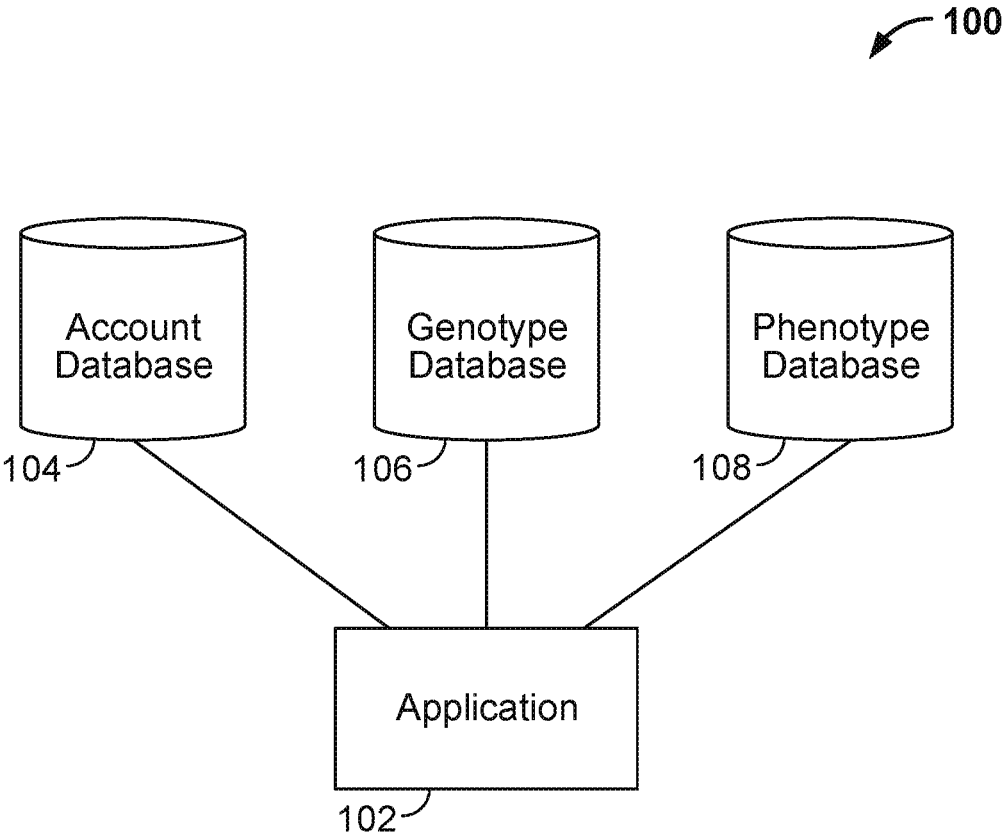 100
Account
Database
Genotype
Database
Phenotype
Database
104
106
108
Application
102